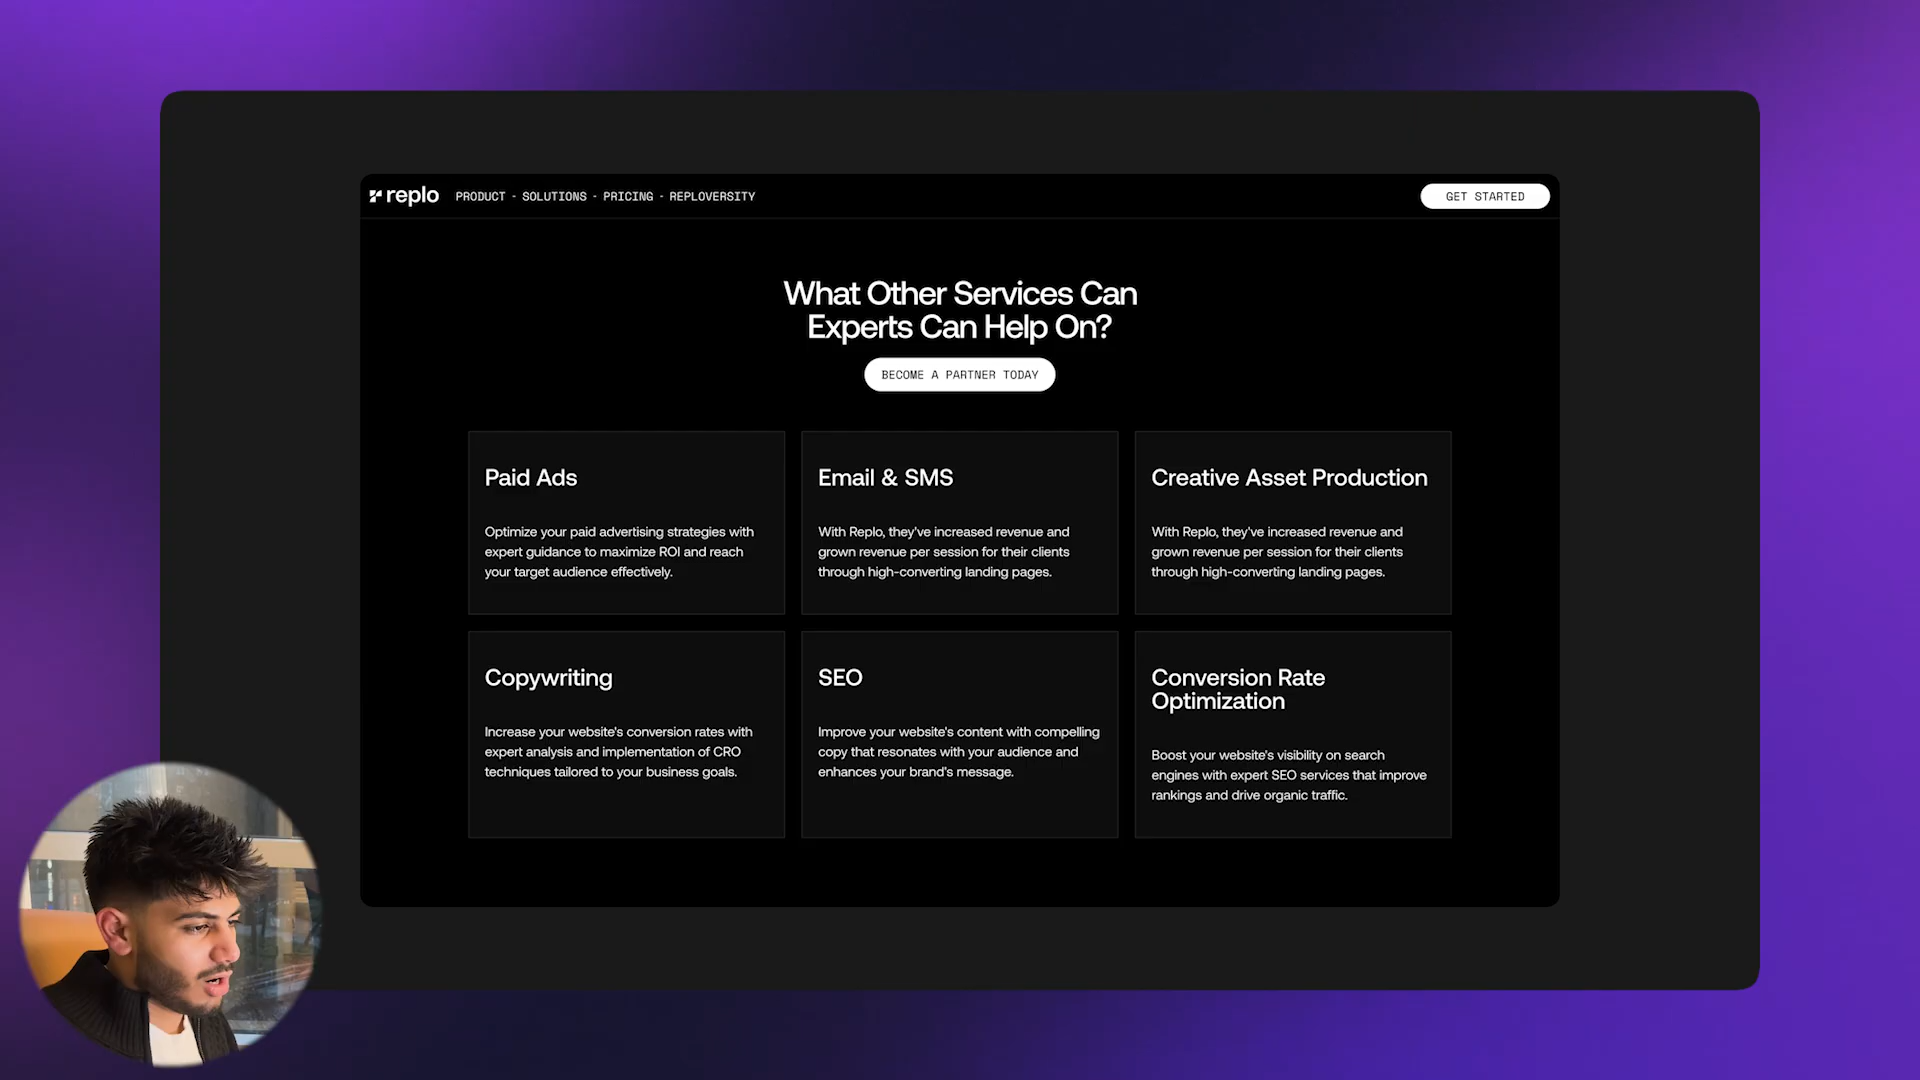 replo
PRODUCT - SOLUTIONS - PRICING - REPLOVERSITY
GET STARTED
What Other Services Can
Experts Can Help On?
BECOME A PARTNER TODAY
Paid Ads
Optimize your paid advertising strategies with
expert guidance to maximize ROI and reach
your target audience effectively.
Email & SMS
With Replo, they've increased revenue and
grown revenue per session for their clients
through high-converting landing pages.
Creative Asset Production
With Replo, they've increased revenue and
grown revenue per session for their clients
through high-converting landing pages.
Copywriting
Increase your website's conversion rates with
expert analysis and implementation of CRO
techniques tailored to your business goals.
SEO
Improve your website's content with compelling
copy that resonates with your audience and
enhances your brand's message.
Conversion Rate
Optimization
Boost your website's visibility on search
engines with expert SEO services that improve
rankings and drive organic traffic.